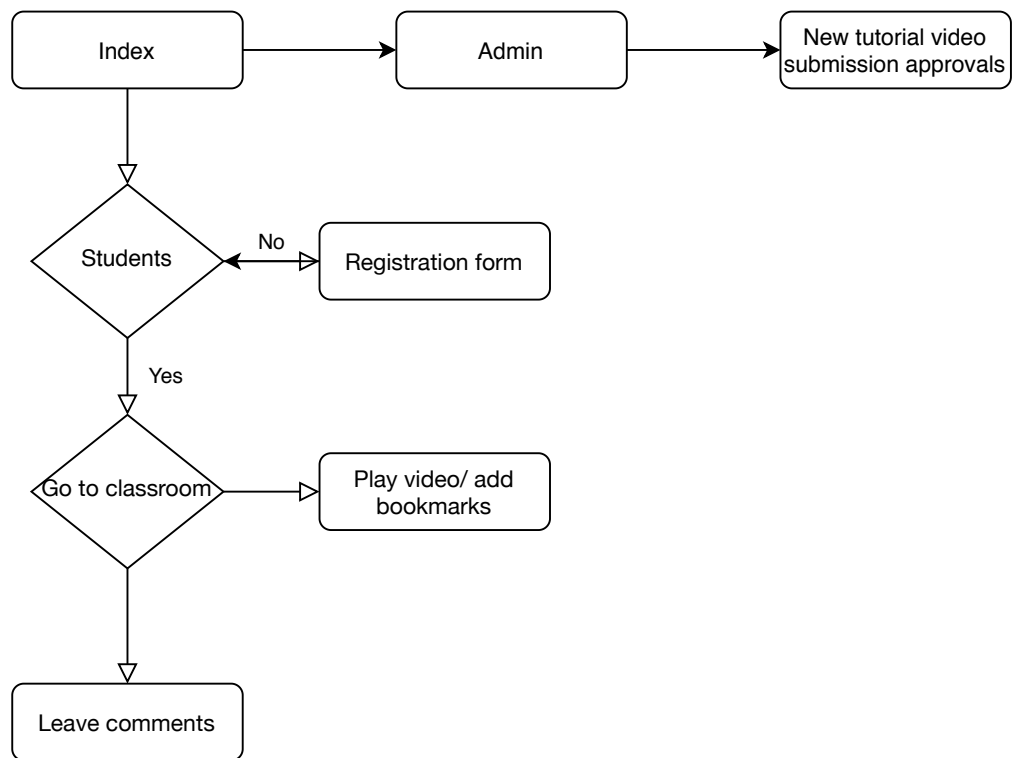 Index
Admin
New tutorial video
submission approvals
Students
No
Registration form
Yes
Go to classroom
Play video/ add
bookmarks
Leave comments